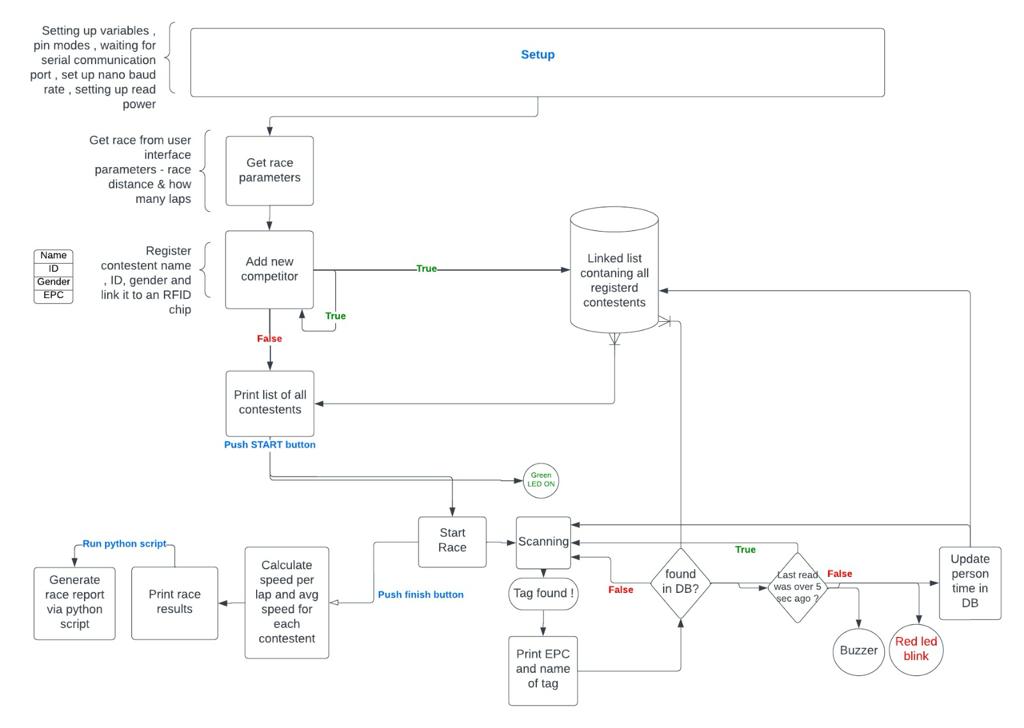 Setting up variables ,
pin modes , waiting for
serial communication
port , set up nano baud
rate , setting up read
power
Setup
Get race from user
interface
parameters - race
distance & how
many laps
Get race
parameters
Name
ID
Gender
EPC
Register
contestent name
, ID, gender and
link it to an RFID
chip
Add new
competitor
True
True
False
Linked list
contaning all
registerd
contestents
Print list of all
contestents
Push START button
Green
LED ON
Start
Race
Scanning
Tag found !
Print EPC
and name
of tag
found
in DB?
False
True
Last read
was over 5
sec ago ?
False
Update
person
time in
DB
Buzzer
Red led
blink
Push finish button
Calculate
speed per
lap and avg
speed for
each
contestent
Print race
results
Run python script
Generate
race report
via python
script